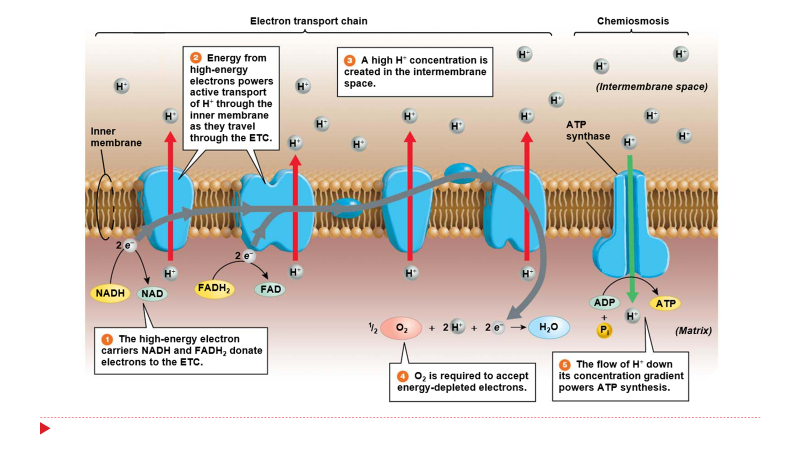 Electron transport chain
Chemiosmosis
2 Energy from
high-energy
electrons powers
active transport
of H⁺ through the
inner membrane
as they travel
through the ETC.
3 A high H⁺ concentration is
created in the intermembrane
space.
H⁺
H⁺
H⁺
H⁺
H⁺
(Intermembrane space)
H⁺
H⁺
H⁺
H⁺
H⁺
H⁺
H⁺
H⁺
H⁺
H⁺
H⁺
H⁺
Inner
membrane
ATP
synthase
2 e⁻
2 e⁻
H⁺
H⁺
H⁺
H⁺
NADH
NAD
FADH₂
FAD
ADP
ATP
+
Pᵢ
H⁺
(Matrix)
½ O₂ + 2 H⁺ + 2 e⁻ → H₂O
1 The high-energy electron
carriers NADH and FADH₂ donate
electrons to the ETC.
4 O₂ is required to accept
energy-depleted electrons.
5 The flow of H⁺ down
its concentration gradient
powers ATP synthesis.